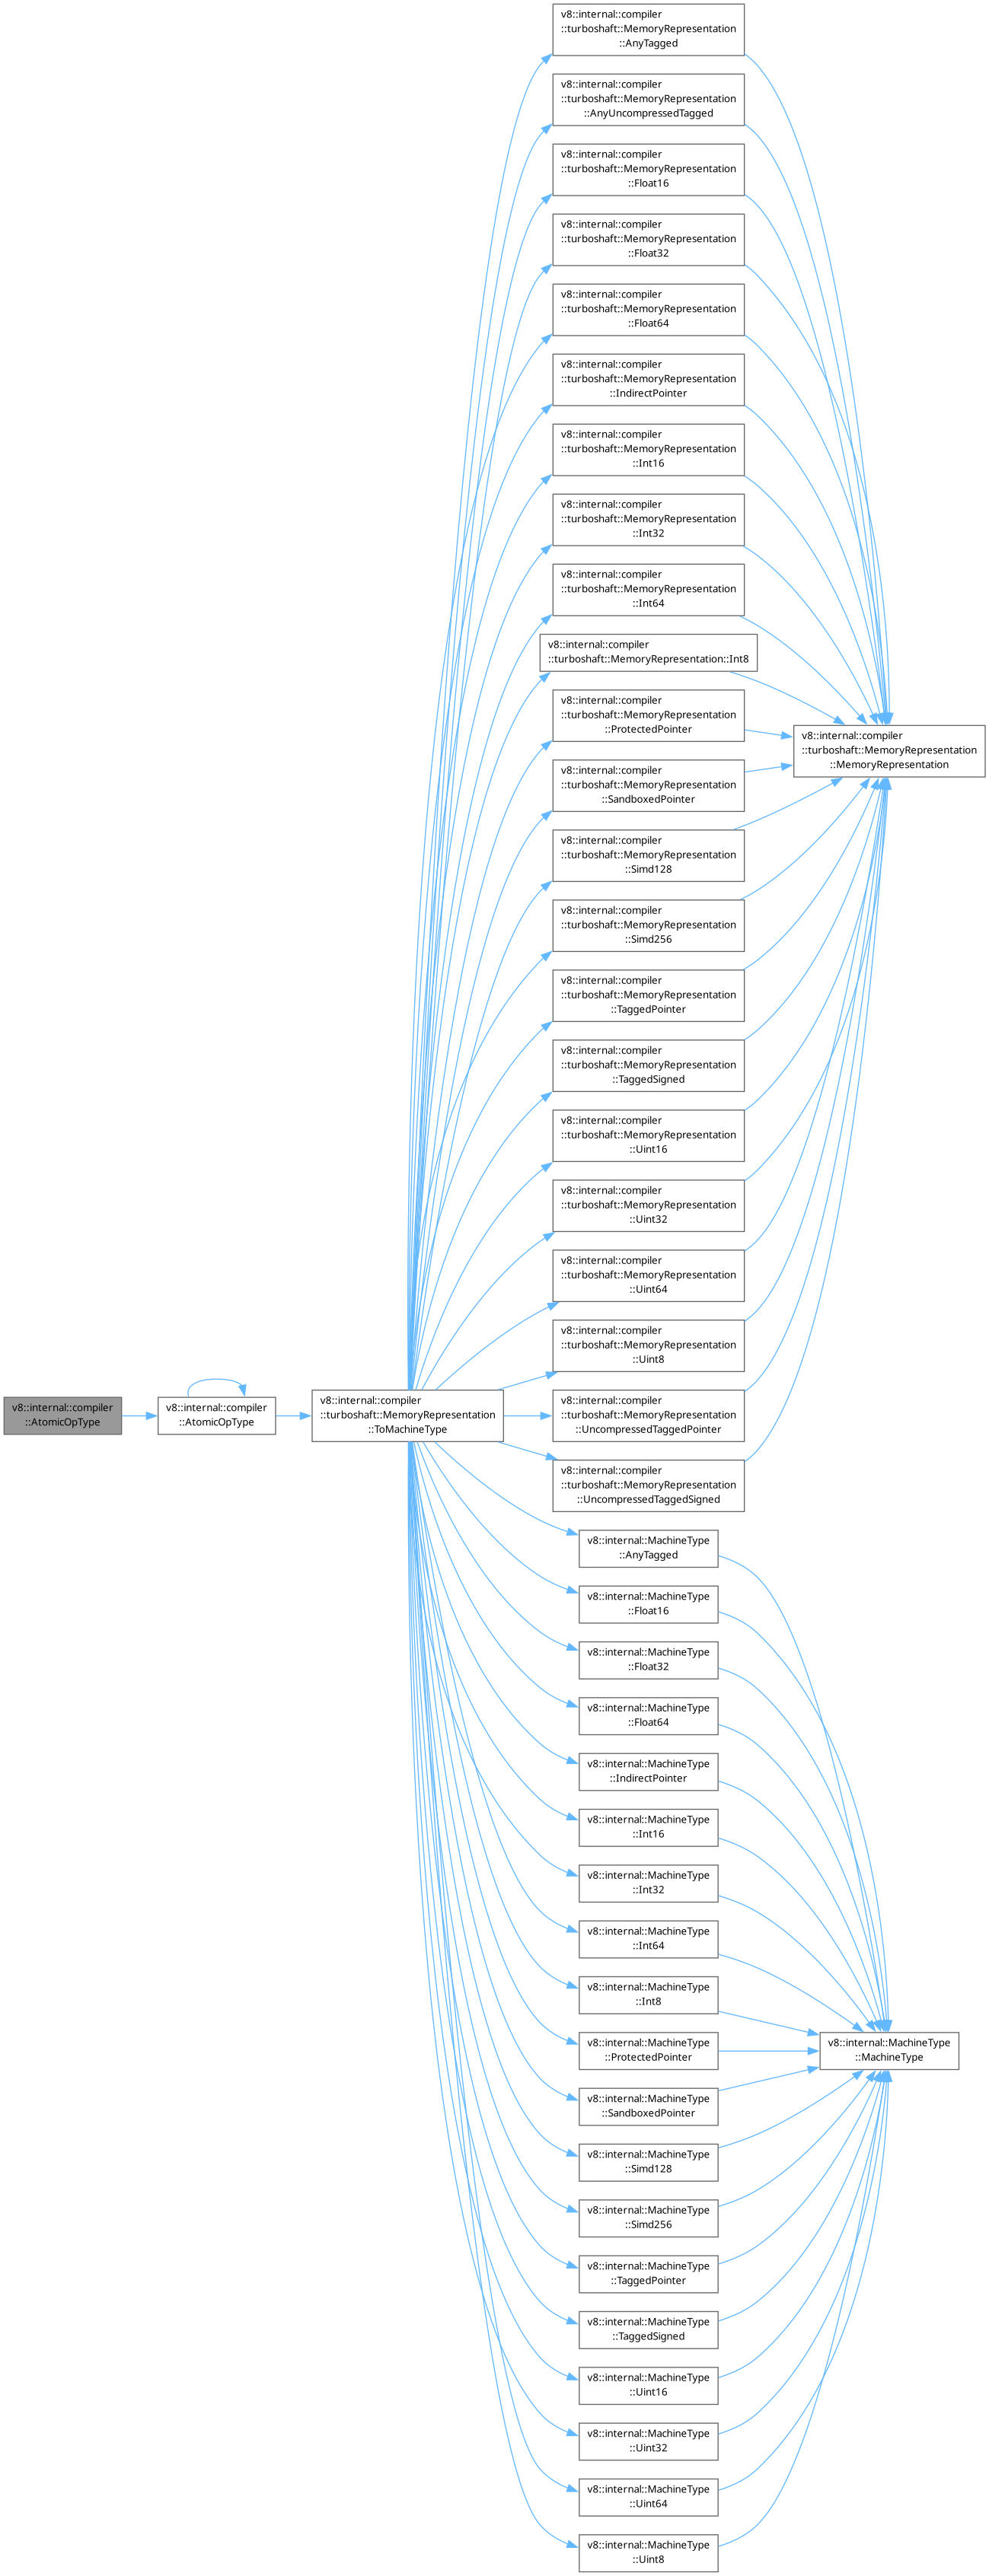 v8::internal::compiler
::turboshaft::MemoryRepresentation
::AnyTagged
v8::internal::compiler
::turboshaft::MemoryRepresentation
::AnyUncompressedTagged
v8::internal::compiler
::turboshaft::MemoryRepresentation
::Float16
v8::internal::compiler
::turboshaft::MemoryRepresentation
::Float32
v8::internal::compiler
::turboshaft::MemoryRepresentation
::Float64
v8::internal::compiler
::turboshaft::MemoryRepresentation
::IndirectPointer
v8::internal::compiler
::turboshaft::MemoryRepresentation
::Int16
v8::internal::compiler
::turboshaft::MemoryRepresentation
::Int32
v8::internal::compiler
::turboshaft::MemoryRepresentation
::Int64
v8::internal::compiler
::turboshaft::MemoryRepresentation::Int8
v8::internal::compiler
::turboshaft::MemoryRepresentation
::ProtectedPointer
v8::internal::compiler
::turboshaft::MemoryRepresentation
::MemoryRepresentation
v8::internal::compiler
::turboshaft::MemoryRepresentation
::SandboxedPointer
v8::internal::compiler
::turboshaft::MemoryRepresentation
::Simd128
v8::internal::compiler
::turboshaft::MemoryRepresentation
::Simd256
v8::internal::compiler
::turboshaft::MemoryRepresentation
::TaggedPointer
v8::internal::compiler
::turboshaft::MemoryRepresentation
::TaggedSigned
v8::internal::compiler
::turboshaft::MemoryRepresentation
::Uint16
v8::internal::compiler
::turboshaft::MemoryRepresentation
::Uint32
v8::internal::compiler
::turboshaft::MemoryRepresentation
::Uint64
v8::internal::compiler
::turboshaft::MemoryRepresentation
::Uint8
v8::internal::compiler
::AtomicOpType
v8::internal::compiler
::AtomicOpType
v8::internal::compiler
::turboshaft::MemoryRepresentation
::ToMachineType
v8::internal::compiler
::turboshaft::MemoryRepresentation
::UncompressedTaggedPointer
v8::internal::compiler
::turboshaft::MemoryRepresentation
::UncompressedTaggedSigned
v8::internal::MachineType
::AnyTagged
v8::internal::MachineType
::Float16
v8::internal::MachineType
::Float32
v8::internal::MachineType
::Float64
v8::internal::MachineType
::IndirectPointer
v8::internal::MachineType
::Int16
v8::internal::MachineType
::Int32
v8::internal::MachineType
::Int64
v8::internal::MachineType
::Int8
v8::internal::MachineType
::ProtectedPointer
v8::internal::MachineType
::MachineType
v8::internal::MachineType
::SandboxedPointer
v8::internal::MachineType
::Simd128
v8::internal::MachineType
::Simd256
v8::internal::MachineType
::TaggedPointer
v8::internal::MachineType
::TaggedSigned
v8::internal::MachineType
::Uint16
v8::internal::MachineType
::Uint32
v8::internal::MachineType
::Uint64
v8::internal::MachineType
::Uint8